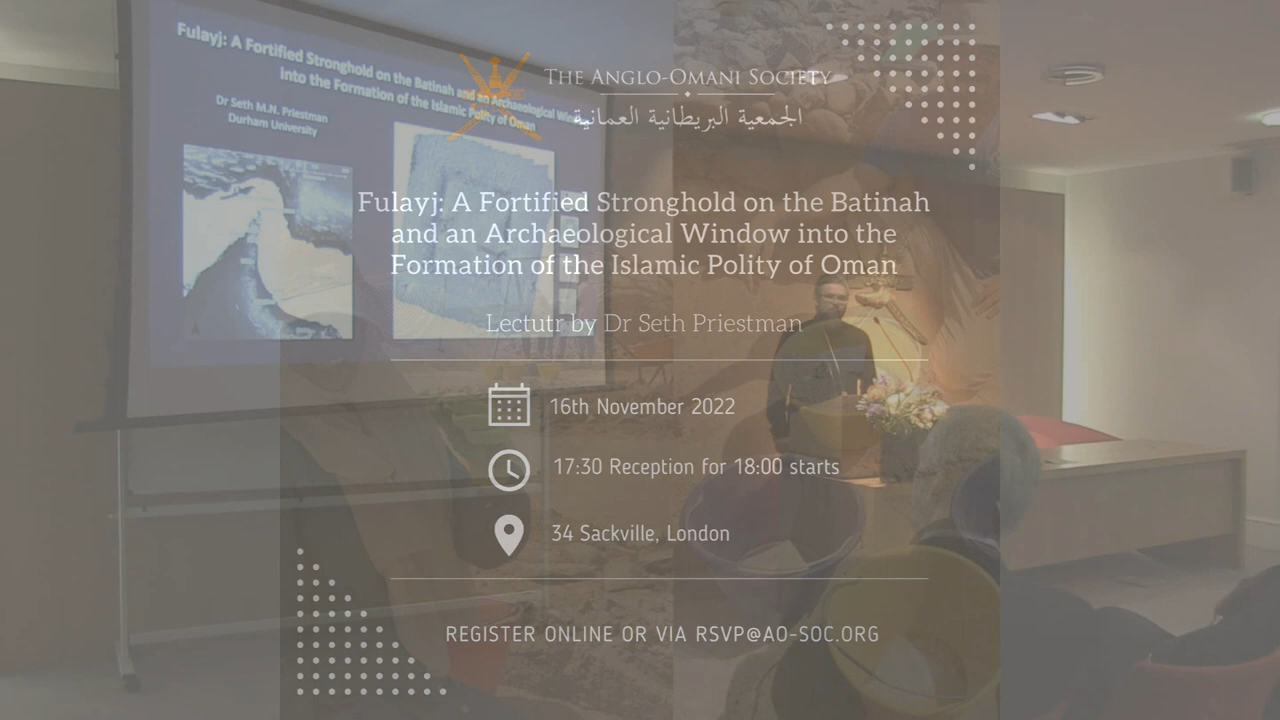 Fulayj: A Fortified Stronghold on the Batinah and an Archaeological
into the Formation of the Islamic Polity of Oman
Dr Seth M.N. Priestman
Durham University
THE ANGLO-OMANI SOCIETY
الجمعية البريطانية العمانية
Fulayj: A Fortified Stronghold on the Batinah
and an Archaeological Window into the
Formation of the Islamic Polity of Oman
Lectutr by Dr Seth Priestman
16th November 2022
17:30 Reception for 18:00 starts
34 Sackville, London
REGISTER ONLINE OR VIA RSVP@AO-SOC.ORG